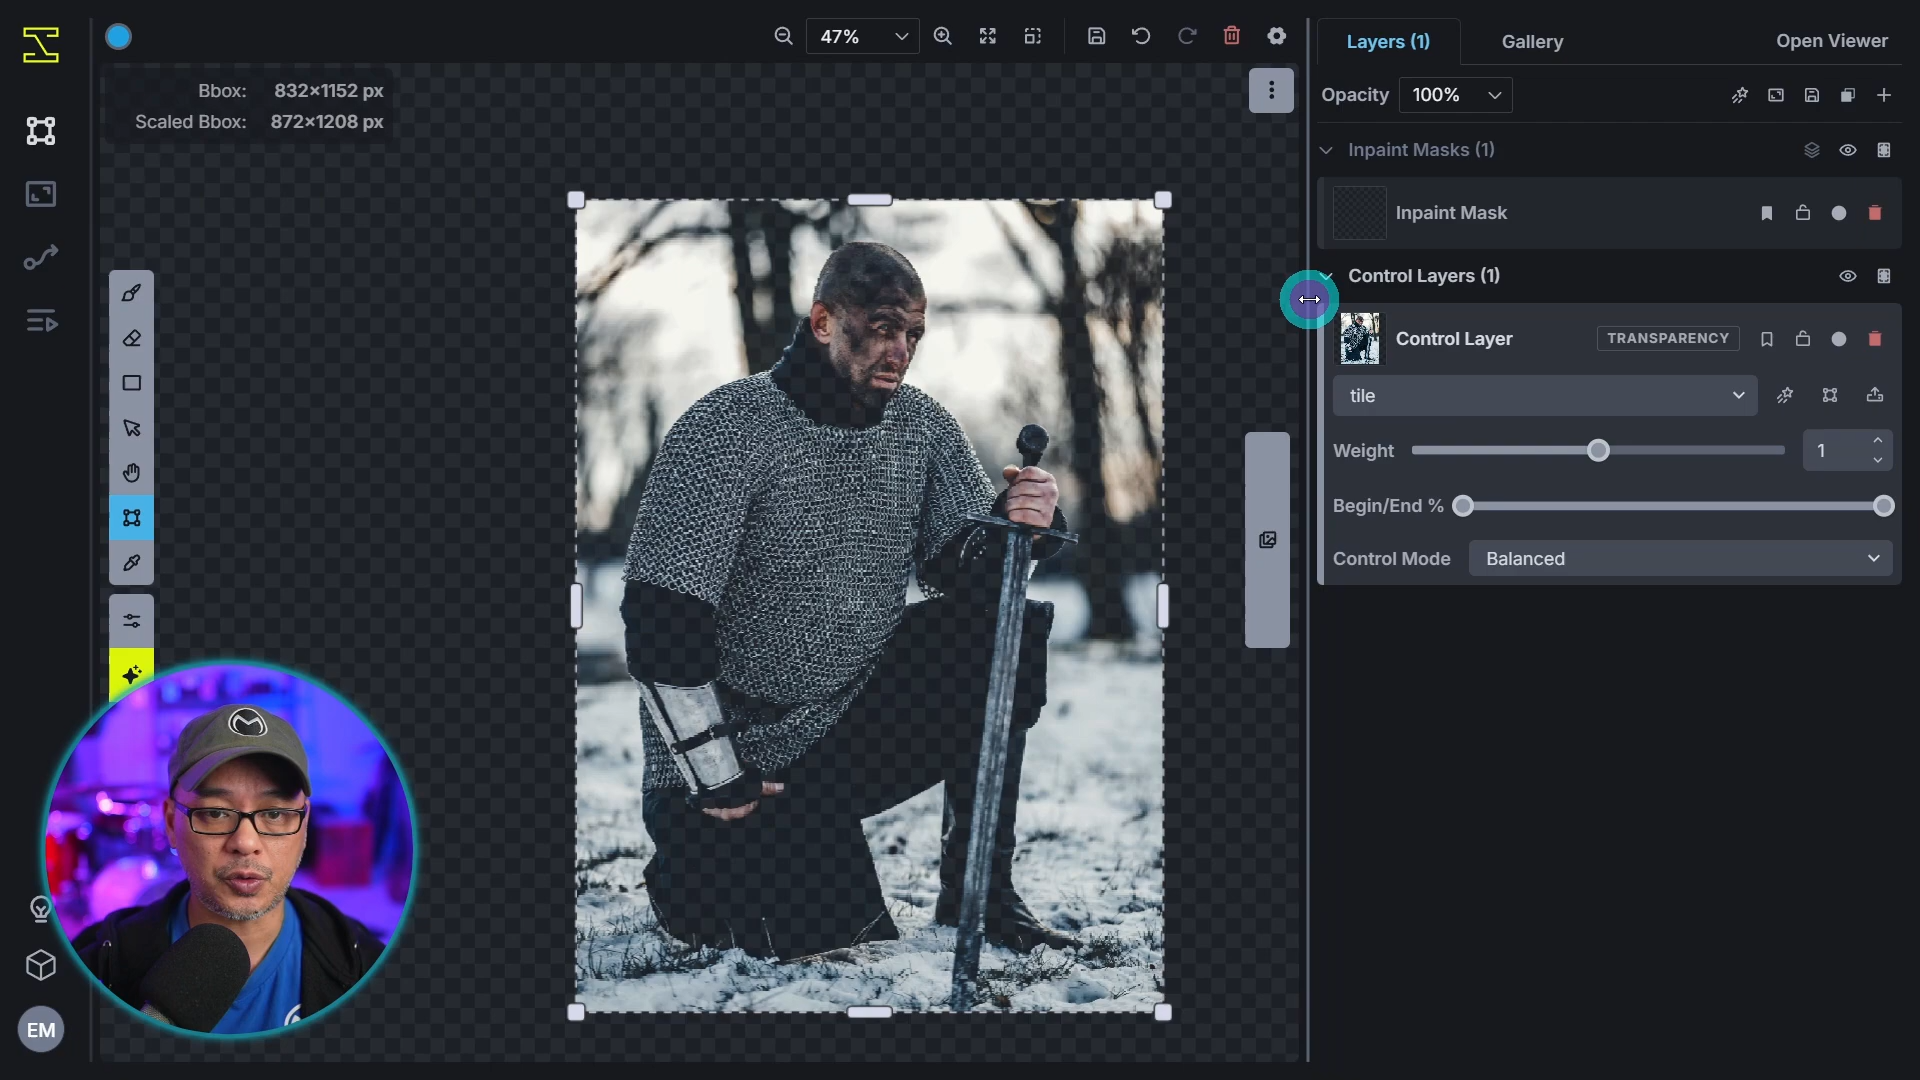 47%
Bbox: 832×1152 px
Scaled Bbox: 872×1208 px
Layers (1)
Gallery
Open Viewer
Opacity
100%
Inpaint Masks (1)
Inpaint Mask
Control Layers (1)
Control Layer
TRANSPARENCY
tile
Weight
1
Begin/End %
Control Mode
Balanced
EM